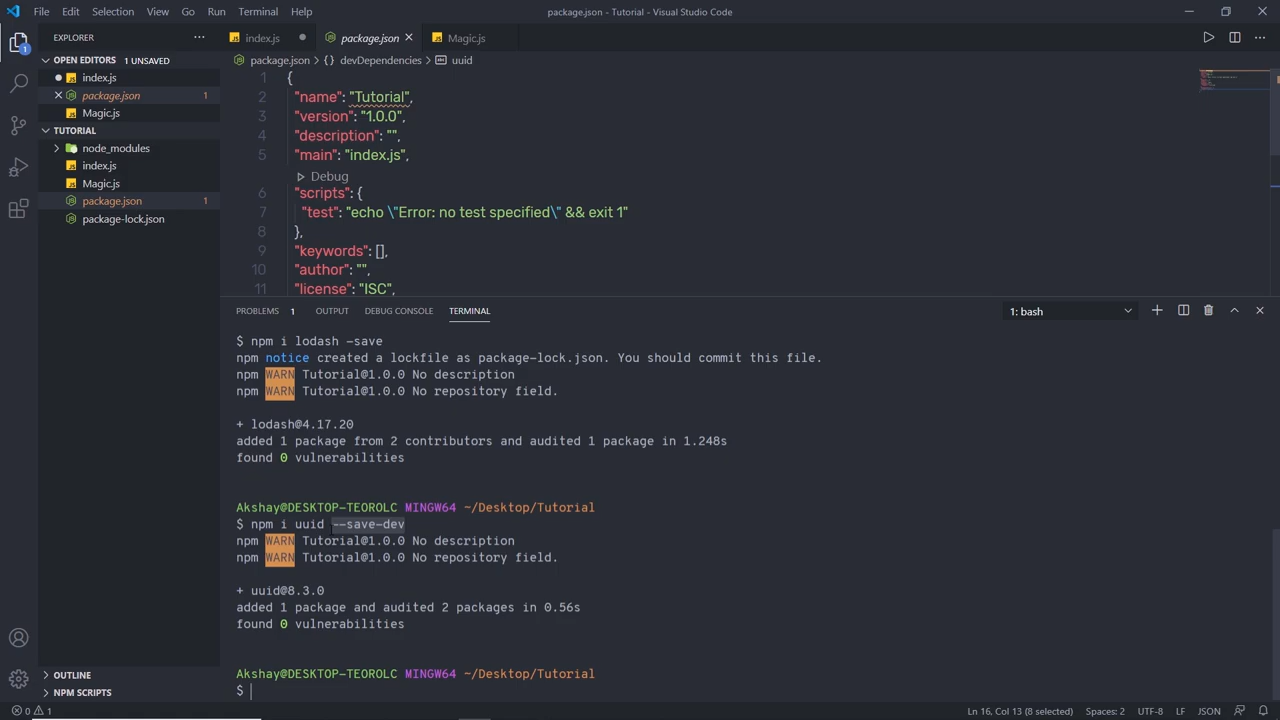 File Edit Selection View Go Run Terminal Help
package.json - Tutorial - Visual Studio Code
EXPLORER
index.js
package.json
Magic.js
OPEN EDITORS 1 UNSAVED
package.json > {} devDependencies > uuid
index.js
1 {
package.json 1
2 "name": "Tutorial",
Magic.js
3 "version": "1.0.0",
TUTORIAL
4 "description": "",
node_modules
5 "main": "index.js",
index.js
Debug
Magic.js
6 "scripts": {
package.json 1
7 "test": "echo \"Error: no test specified\" && exit 1"
package-lock.json
8 },
9 "keywords": [],
10 "author": "",
11 "license": "ISC",
PROBLEMS 1 OUTPUT DEBUG CONSOLE TERMINAL
1: bash
$ npm i lodash -save
npm notice created a lockfile as package-lock.json. You should commit this file.
npm WARN Tutorial@1.0.0 No description
npm WARN Tutorial@1.0.0 No repository field.
+ lodash@4.17.20
added 1 package from 2 contributors and audited 1 package in 1.248s
found 0 vulnerabilities
Akshay@DESKTOP-TEOROLC MINGW64 ~/Desktop/Tutorial
$ npm i uuid --save-dev
npm WARN Tutorial@1.0.0 No description
npm WARN Tutorial@1.0.0 No repository field.
+ uuid@8.3.0
added 1 package and audited 2 packages in 0.56s
found 0 vulnerabilities
Akshay@DESKTOP-TEOROLC MINGW64 ~/Desktop/Tutorial
$
OUTLINE
NPM SCRIPTS
0 1
Ln 16, Col 13 (8 selected) Spaces: 2 UTF-8 LF JSON